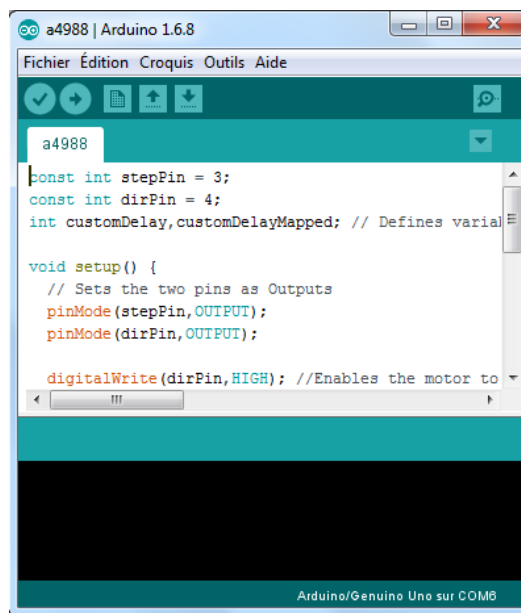 a4988 | Arduino 1.6.8
Fichier Édition Croquis Outils Aide
a4988
const int stepPin = 3;
const int dirPin = 4;
int customDelay,customDelayMapped; // Defines varial
void setup() {
// Sets the two pins as Outputs
pinMode(stepPin,OUTPUT);
pinMode(dirPin,OUTPUT);
digitalWrite(dirPin,HIGH); //Enables the motor to
Arduino/Genuino Uno sur COM6